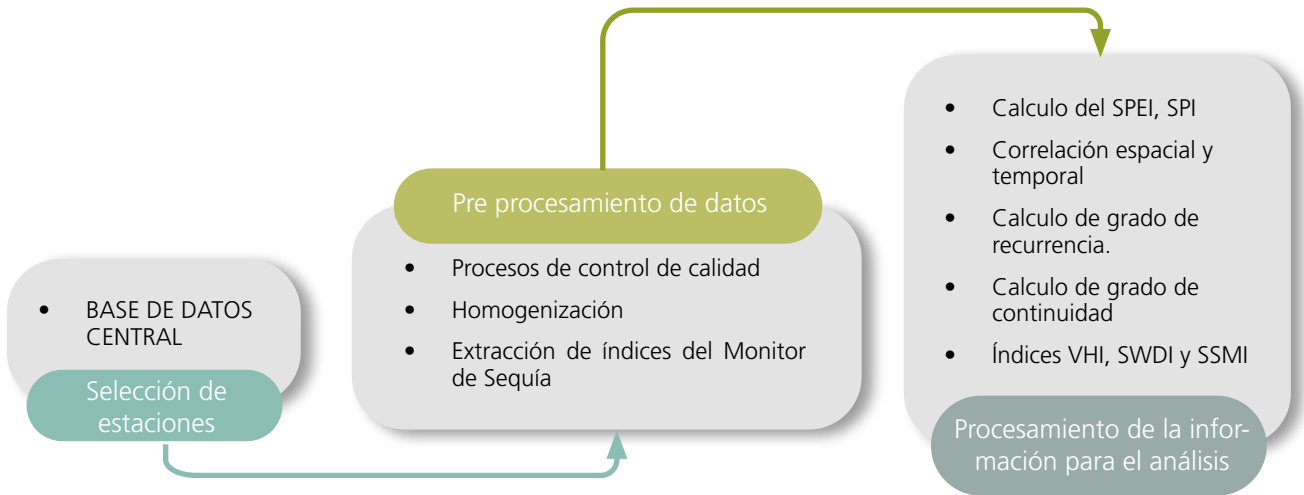 • BASE DE DATOS
CENTRAL
Selección de
estaciones
Pre procesamiento de datos
• Procesos de control de calidad
• Homogenización
• Extracción de índices del Monitor
de Sequía
• Calculo del SPEI, SPI
• Correlación espacial y
temporal
• Calculo de grado de
recurrencia.
• Calculo de grado de
continuidad
• Índices VHI, SWDI y SSMI
Procesamiento de la infor-
mación para el análisis